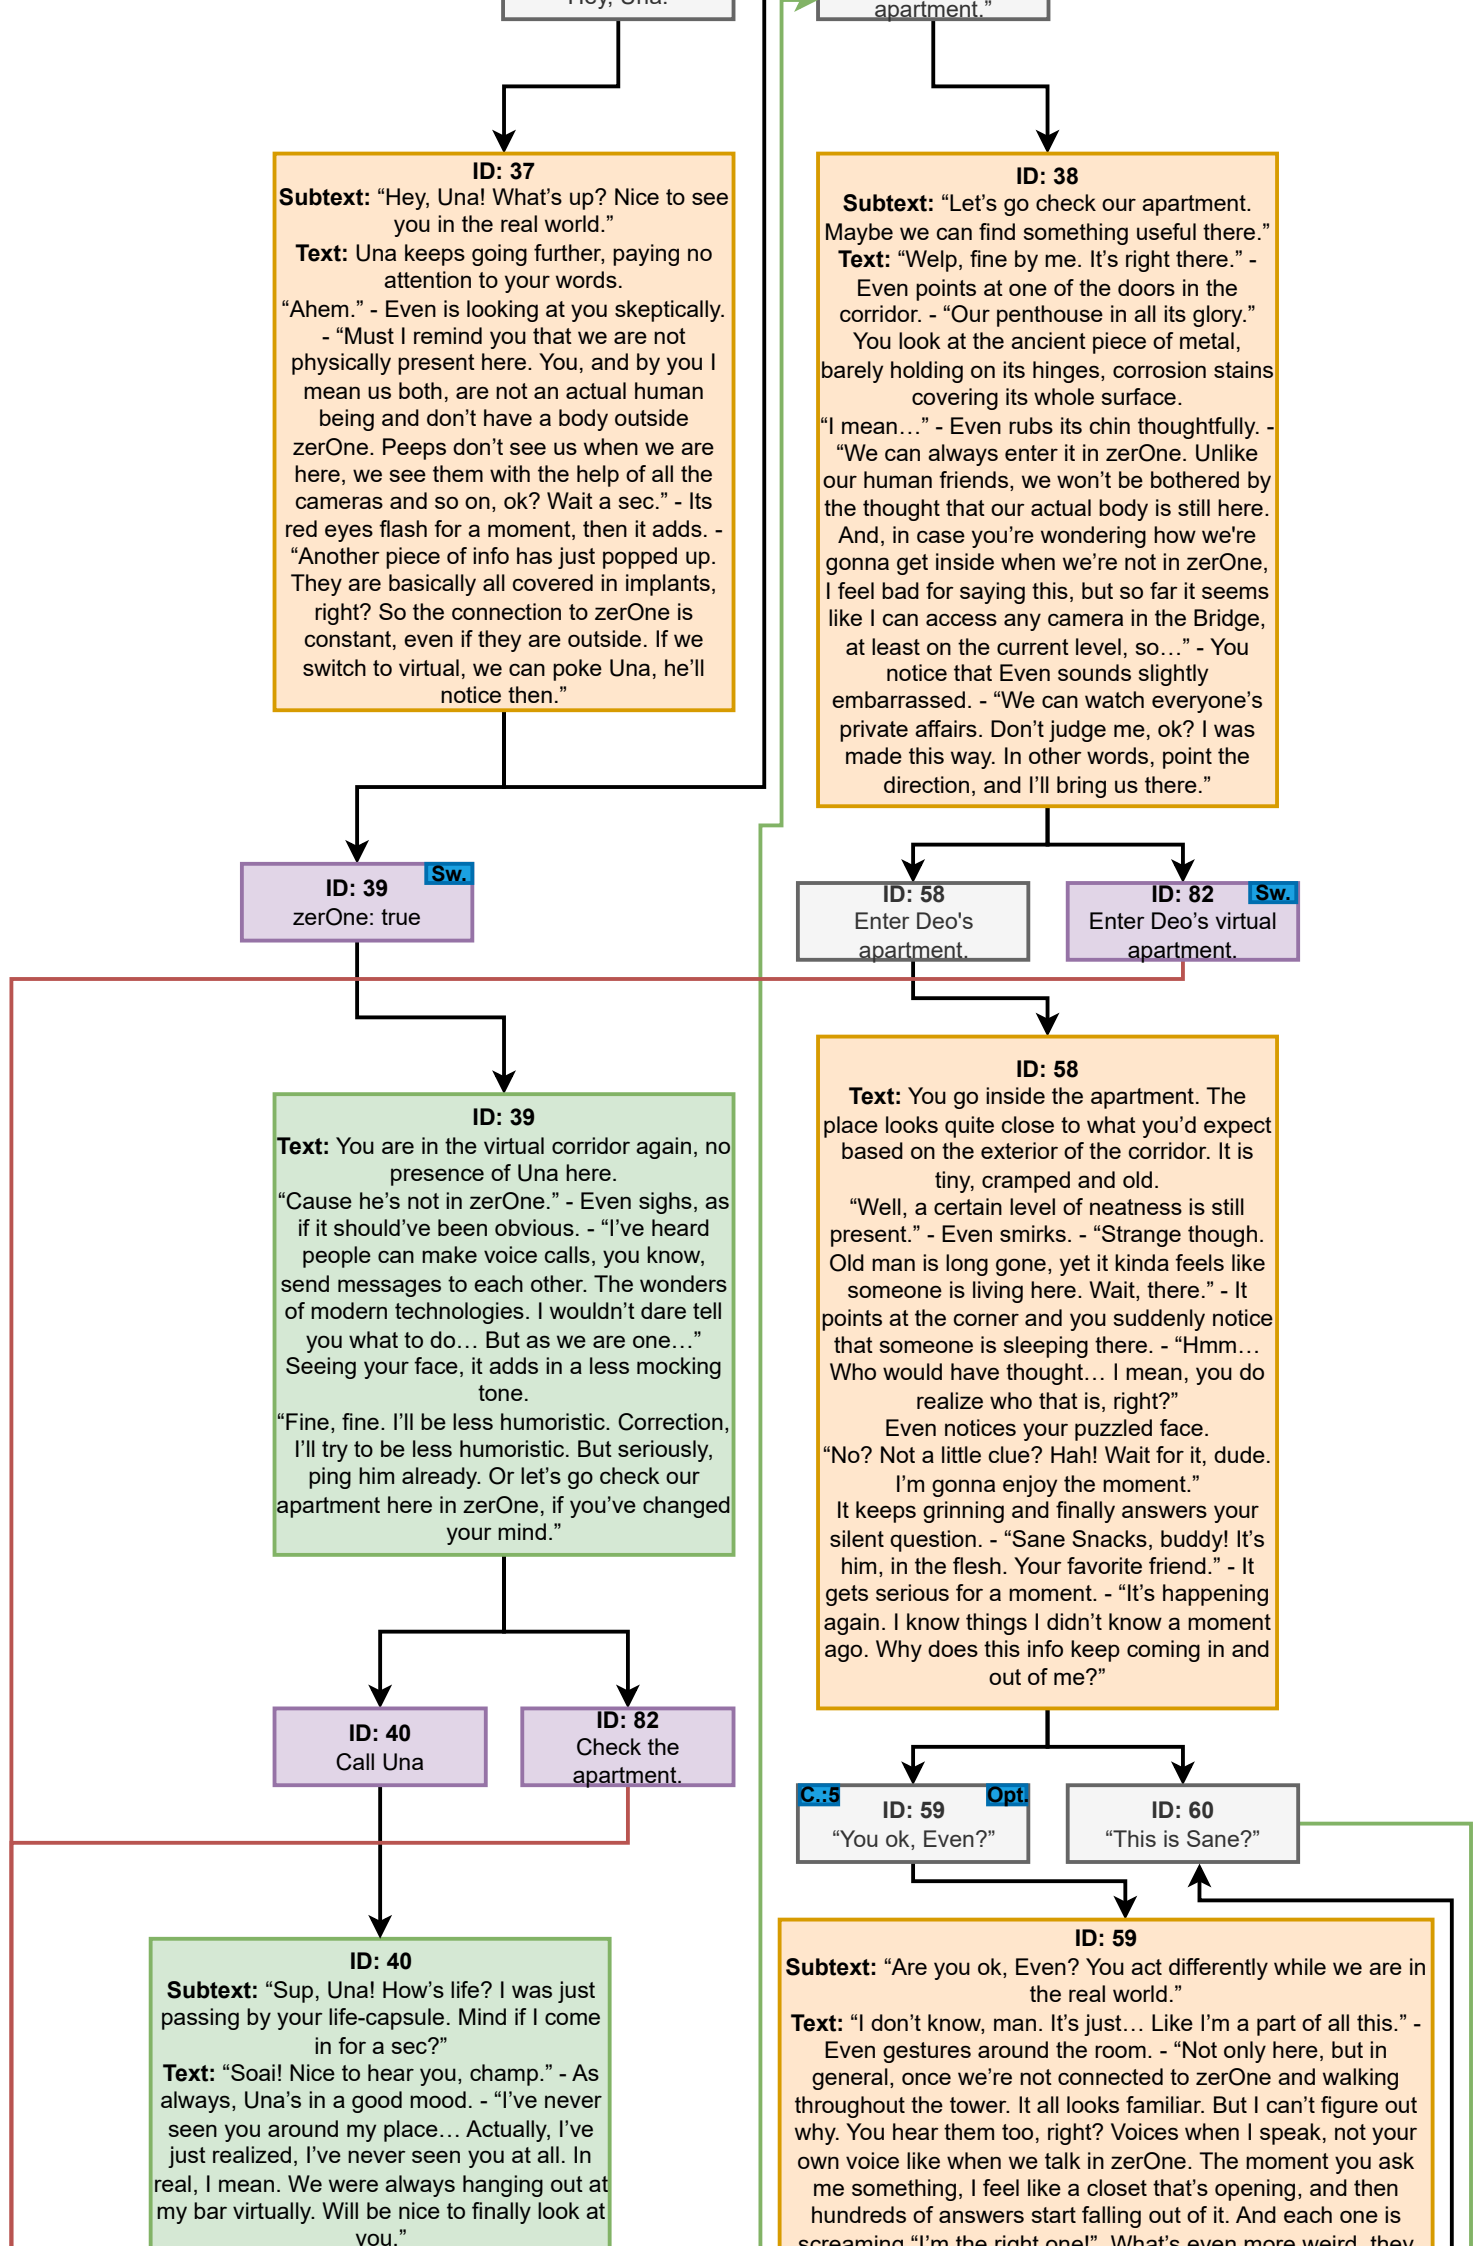 apartment.”
ID: 37
Subtext: “Hey, Una! What’s up? Nice to see
you in the real world.”
Text: Una keeps going further, paying no
attention to your words.
“Ahem.” - Even is looking at you skeptically.
- “Must I remind you that we are not
physically present here. You, and by you I
mean us both, are not an actual human
being and don’t have a body outside
zerOne. Peeps don’t see us when we are
here, we see them with the help of all the
cameras and so on, ok? Wait a sec.” - Its
red eyes flash for a moment, then it adds. -
“Another piece of info has just popped up.
They are basically all covered in implants,
right? So the connection to zerOne is
constant, even if they are outside. If we
switch to virtual, we can poke Una, he’ll
notice then.”
ID: 38
Subtext: “Let’s go check our apartment.
Maybe we can find something useful there.”
Text: “Welp, fine by me. It’s right there.” -
Even points at one of the doors in the
corridor. - “Our penthouse in all its glory.”
You look at the ancient piece of metal,
barely holding on its hinges, corrosion stains
covering its whole surface.
“I mean…” - Even rubs its chin thoughtfully. -
“We can always enter it in zerOne. Unlike
our human friends, we won’t be bothered by
the thought that our actual body is still here.
And, in case you’re wondering how we're
gonna get inside when we’re not in zerOne,
I feel bad for saying this, but so far it seems
like I can access any camera in the Bridge,
at least on the current level, so…” - You
notice that Even sounds slightly
embarrassed. - “We can watch everyone’s
private affairs. Don’t judge me, ok? I was
made this way. In other words, point the
direction, and I’ll bring us there.”
Sw.
ID: 39
zerOne: true
ID: 58
Enter Deo's
apartment.
Sw.
ID: 82
Enter Deo’s virtual
apartment.
ID: 39
Text: You are in the virtual corridor again, no
presence of Una here.
“Cause he’s not in zerOne.” - Even sighs, as
if it should’ve been obvious. - “I’ve heard
people can make voice calls, you know,
send messages to each other. The wonders
of modern technologies. I wouldn’t dare tell
you what to do… But as we are one…”
Seeing your face, it adds in a less mocking
tone.
“Fine, fine. I’ll be less humoristic. Correction,
I’ll try to be less humoristic. But seriously,
ping him already. Or let’s go check our
apartment here in zerOne, if you’ve changed
your mind.”
ID: 58
Text: You go inside the apartment. The
place looks quite close to what you’d expect
based on the exterior of the corridor. It is
tiny, cramped and old.
“Well, a certain level of neatness is still
present.” - Even smirks. - “Strange though.
Old man is long gone, yet it kinda feels like
someone is living here. Wait, there.” - It
points at the corner and you suddenly notice
that someone is sleeping there. - “Hmm…
Who would have thought… I mean, you do
realize who that is, right?”
Even notices your puzzled face.
“No? Not a little clue? Hah! Wait for it, dude.
I’m gonna enjoy the moment.”
It keeps grinning and finally answers your
silent question. - “Sane Snacks, buddy! It’s
him, in the flesh. Your favorite friend.” - It
gets serious for a moment. - “It’s happening
again. I know things I didn’t know a moment
ago. Why does this info keep coming in and
out of me?”
ID: 40
Call Una
ID: 82
Check the
apartment.
C.:5
Opt.
ID: 59
“You ok, Even?”
ID: 60
“This is Sane?”
ID: 40
Subtext: “Sup, Una! How’s life? I was just
passing by your life-capsule. Mind if I come
in for a sec?”
Text: “Soai! Nice to hear you, champ.” - As
always, Una’s in a good mood. - “I’ve never
seen you around my place… Actually, I’ve
just realized, I’ve never seen you at all. In
real, I mean. We were always hanging out at
my bar virtually. Will be nice to finally look at
you.”
ID: 59
Subtext: “Are you ok, Even? You act differently while we are in
the real world.”
Text: “I don’t know, man. It’s just… Like I’m a part of all this.” -
Even gestures around the room. - “Not only here, but in
general, once we’re not connected to zerOne and walking
throughout the tower. It all looks familiar. But I can’t figure out
why. You hear them too, right? Voices when I speak, not your
own voice like when we talk in zerOne. The moment you ask
me something, I feel like a closet that’s opening, and then
hundreds of answers start falling out of it. And each one is
screaming “I’m the right one!”. What’s even more weird, they